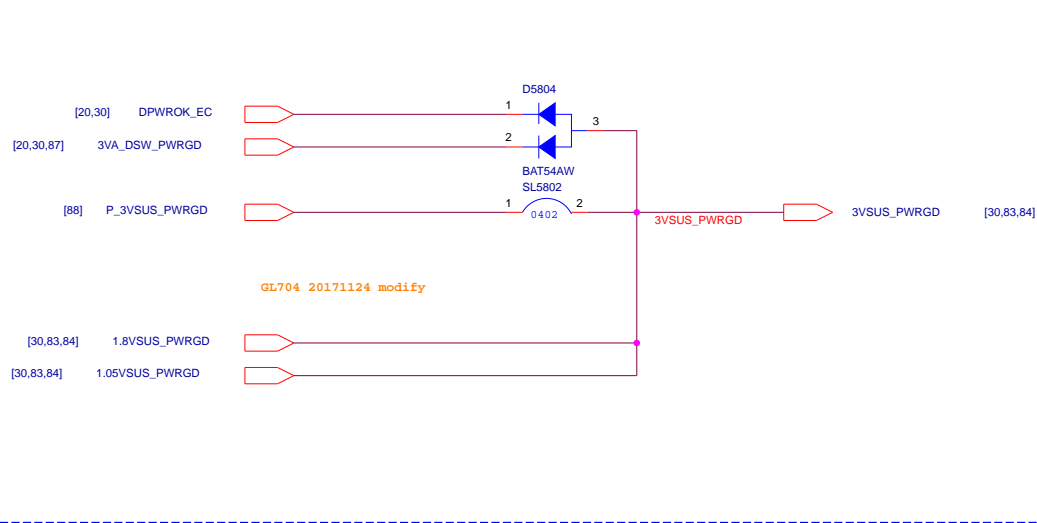 D5804
[20,30] DPWROK_EC 1
3
[20,30,87] 3VA_DSW_PWRGD 2
BAT54AW
SL5802
[88] P_3VSUS_PWRGD 1 2 3VSUS_PWRGD [30,83,84]
0402 3VSUS_PWRGD
GL704 20171124 modify
[30,83,84] 1.8VSUS_PWRGD
[30,83,84] 1.05VSUS_PWRGD